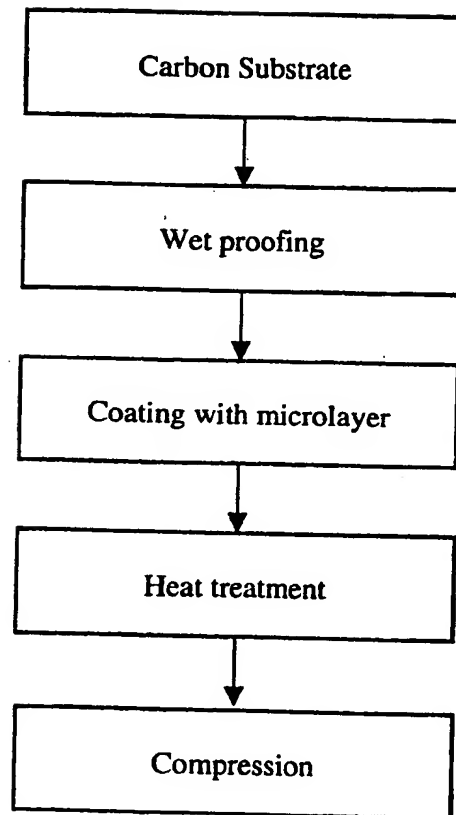 Carbon Substrate
Wet proofing
Coating with microlayer
Heat treatment
Compression